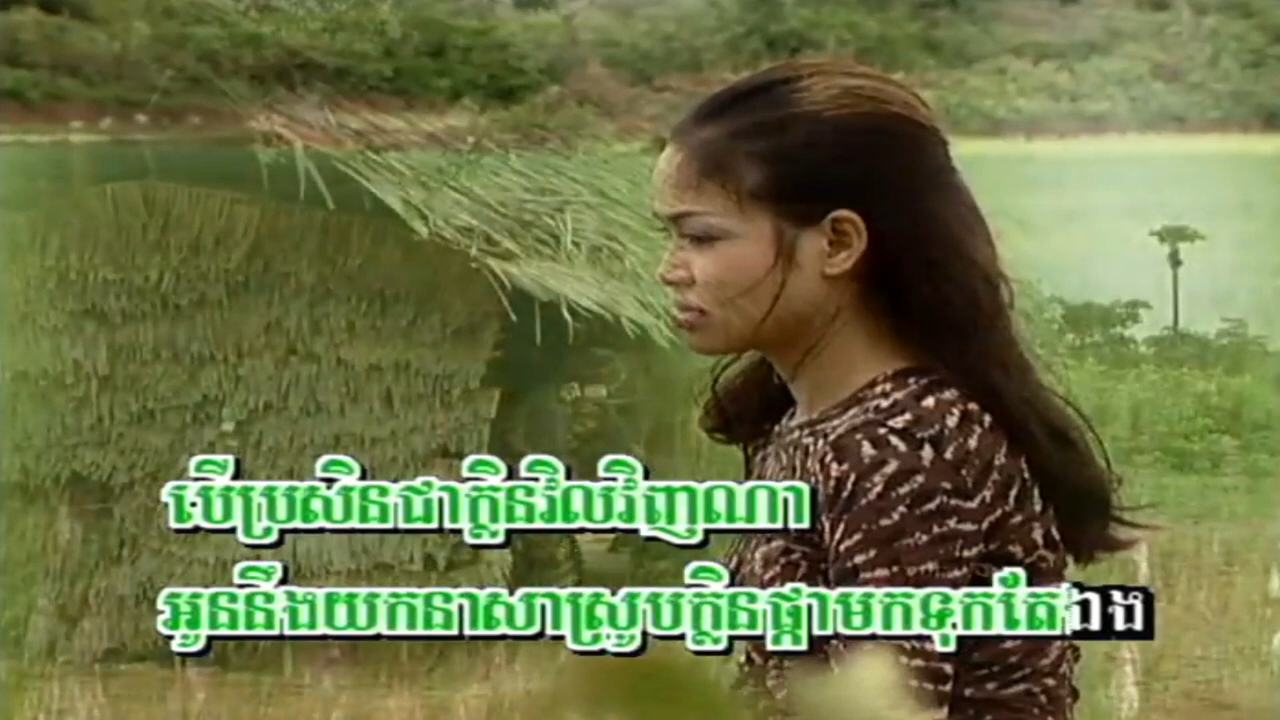 បើប្រសិនជាក្លិនវិលវិញណា
អូននឹងយកនាសាស្រូបក្លិនផ្កាមកទុកតែឯង